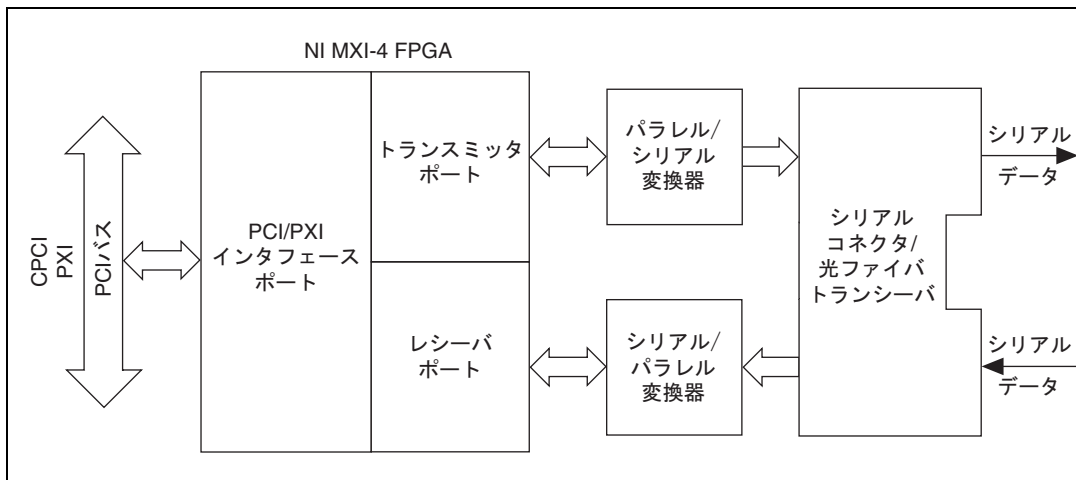 NI MXI-4 FPGA
CPCI
PXI
PCIバス
PCI/PXI
インタフェース
ポート
トランスミッタ
ポート
レシーバ
ポート
パラレル/
シリアル
変換器
シリアル/
パラレル
変換器
シリアル
コネクタ/
光ファイバ
トランシーバ
シリアル
データ
シリアル
データ